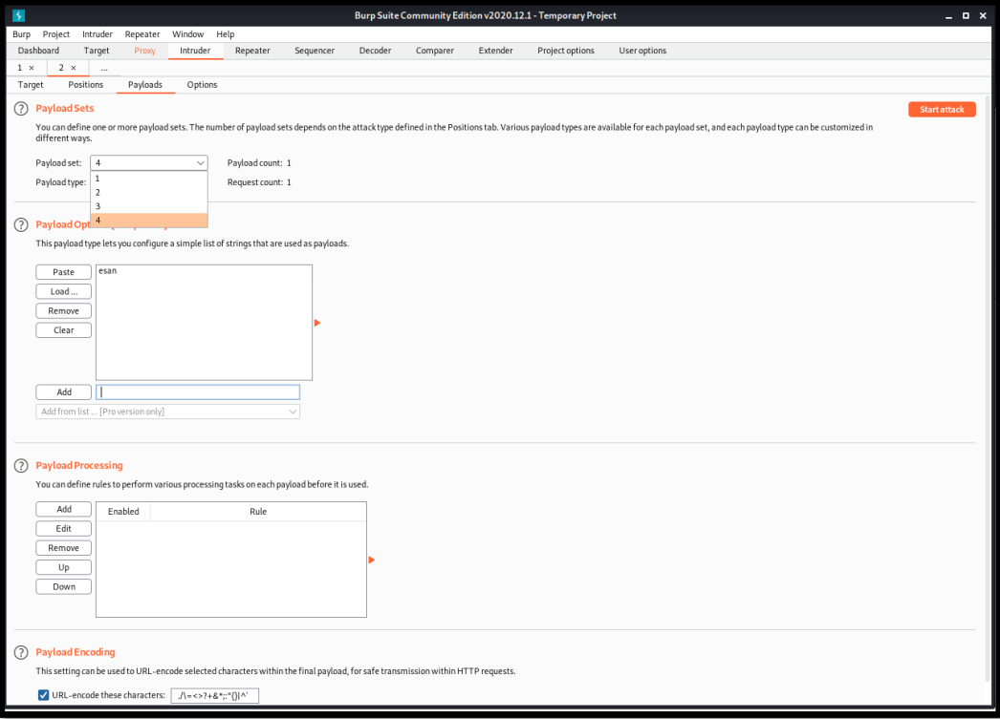 Burp Suite Community Edition v2020.12.1 - Temporary Project
Burp Project Intruder Repeater Window Help
Dashboard Target Proxy Intruder Repeater Sequencer Decoder Comparer Extender Project options User options
1 × 2 × ...
Target Positions Payloads Options
? Payload Sets
Start attack
You can define one or more payload sets. The number of payload sets depends on the attack type defined in the Positions tab. Various payload types are available for each payload set, and each payload type can be customized in
different ways.
Payload set: 4 Payload count: 1
Payload type: Request count: 1
1
2
3
4
? Payload Opt
This payload type lets you configure a simple list of strings that are used as payloads.
Paste
Load ...
Remove
Clear
esan
Add
Add from list ... [Pro version only]
? Payload Processing
You can define rules to perform various processing tasks on each payload before it is used.
Add
Edit
Remove
Up
Down
Enabled Rule
? Payload Encoding
This setting can be used to URL-encode selected characters within the final payload, for safe transmission within HTTP requests.
URL-encode these characters: ./\=<>?+&*;:"{}|^'